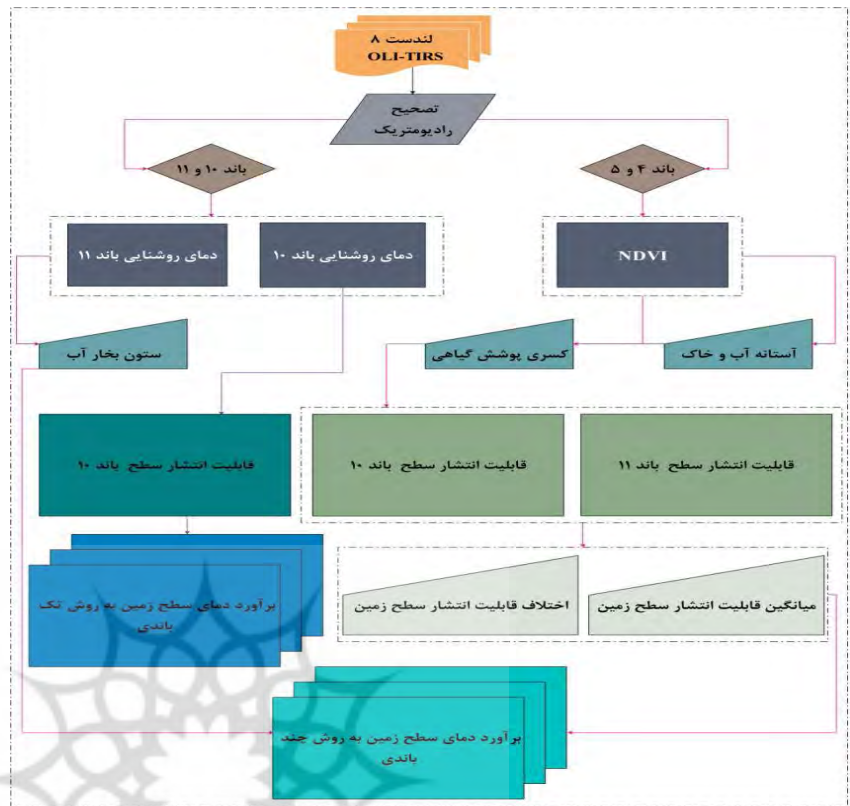 لندست ۸
OLI-TIRS
تصحیح
رادیومتریک
باند ۴ و ۵
باند ۱۰ و ۱۱
NDVI
دمای روشنایی باند ۱۰
دمای روشنایی باند ۱۱
آستانه آب و خاک
کسری پوشش گیاهی
ستون بخار آب
قابلیت انتشار سطح باند ۱۱
قابلیت انتشار سطح باند ۱۰
قابلیت انتشار سطح باند ۱۰
میانگین قابلیت انتشار سطح زمین
اختلاف قابلیت انتشار سطح زمین
برآورد دمای سطح زمین به روش تک
باندی
برآورد دمای سطح زمین به روش چند
باندی